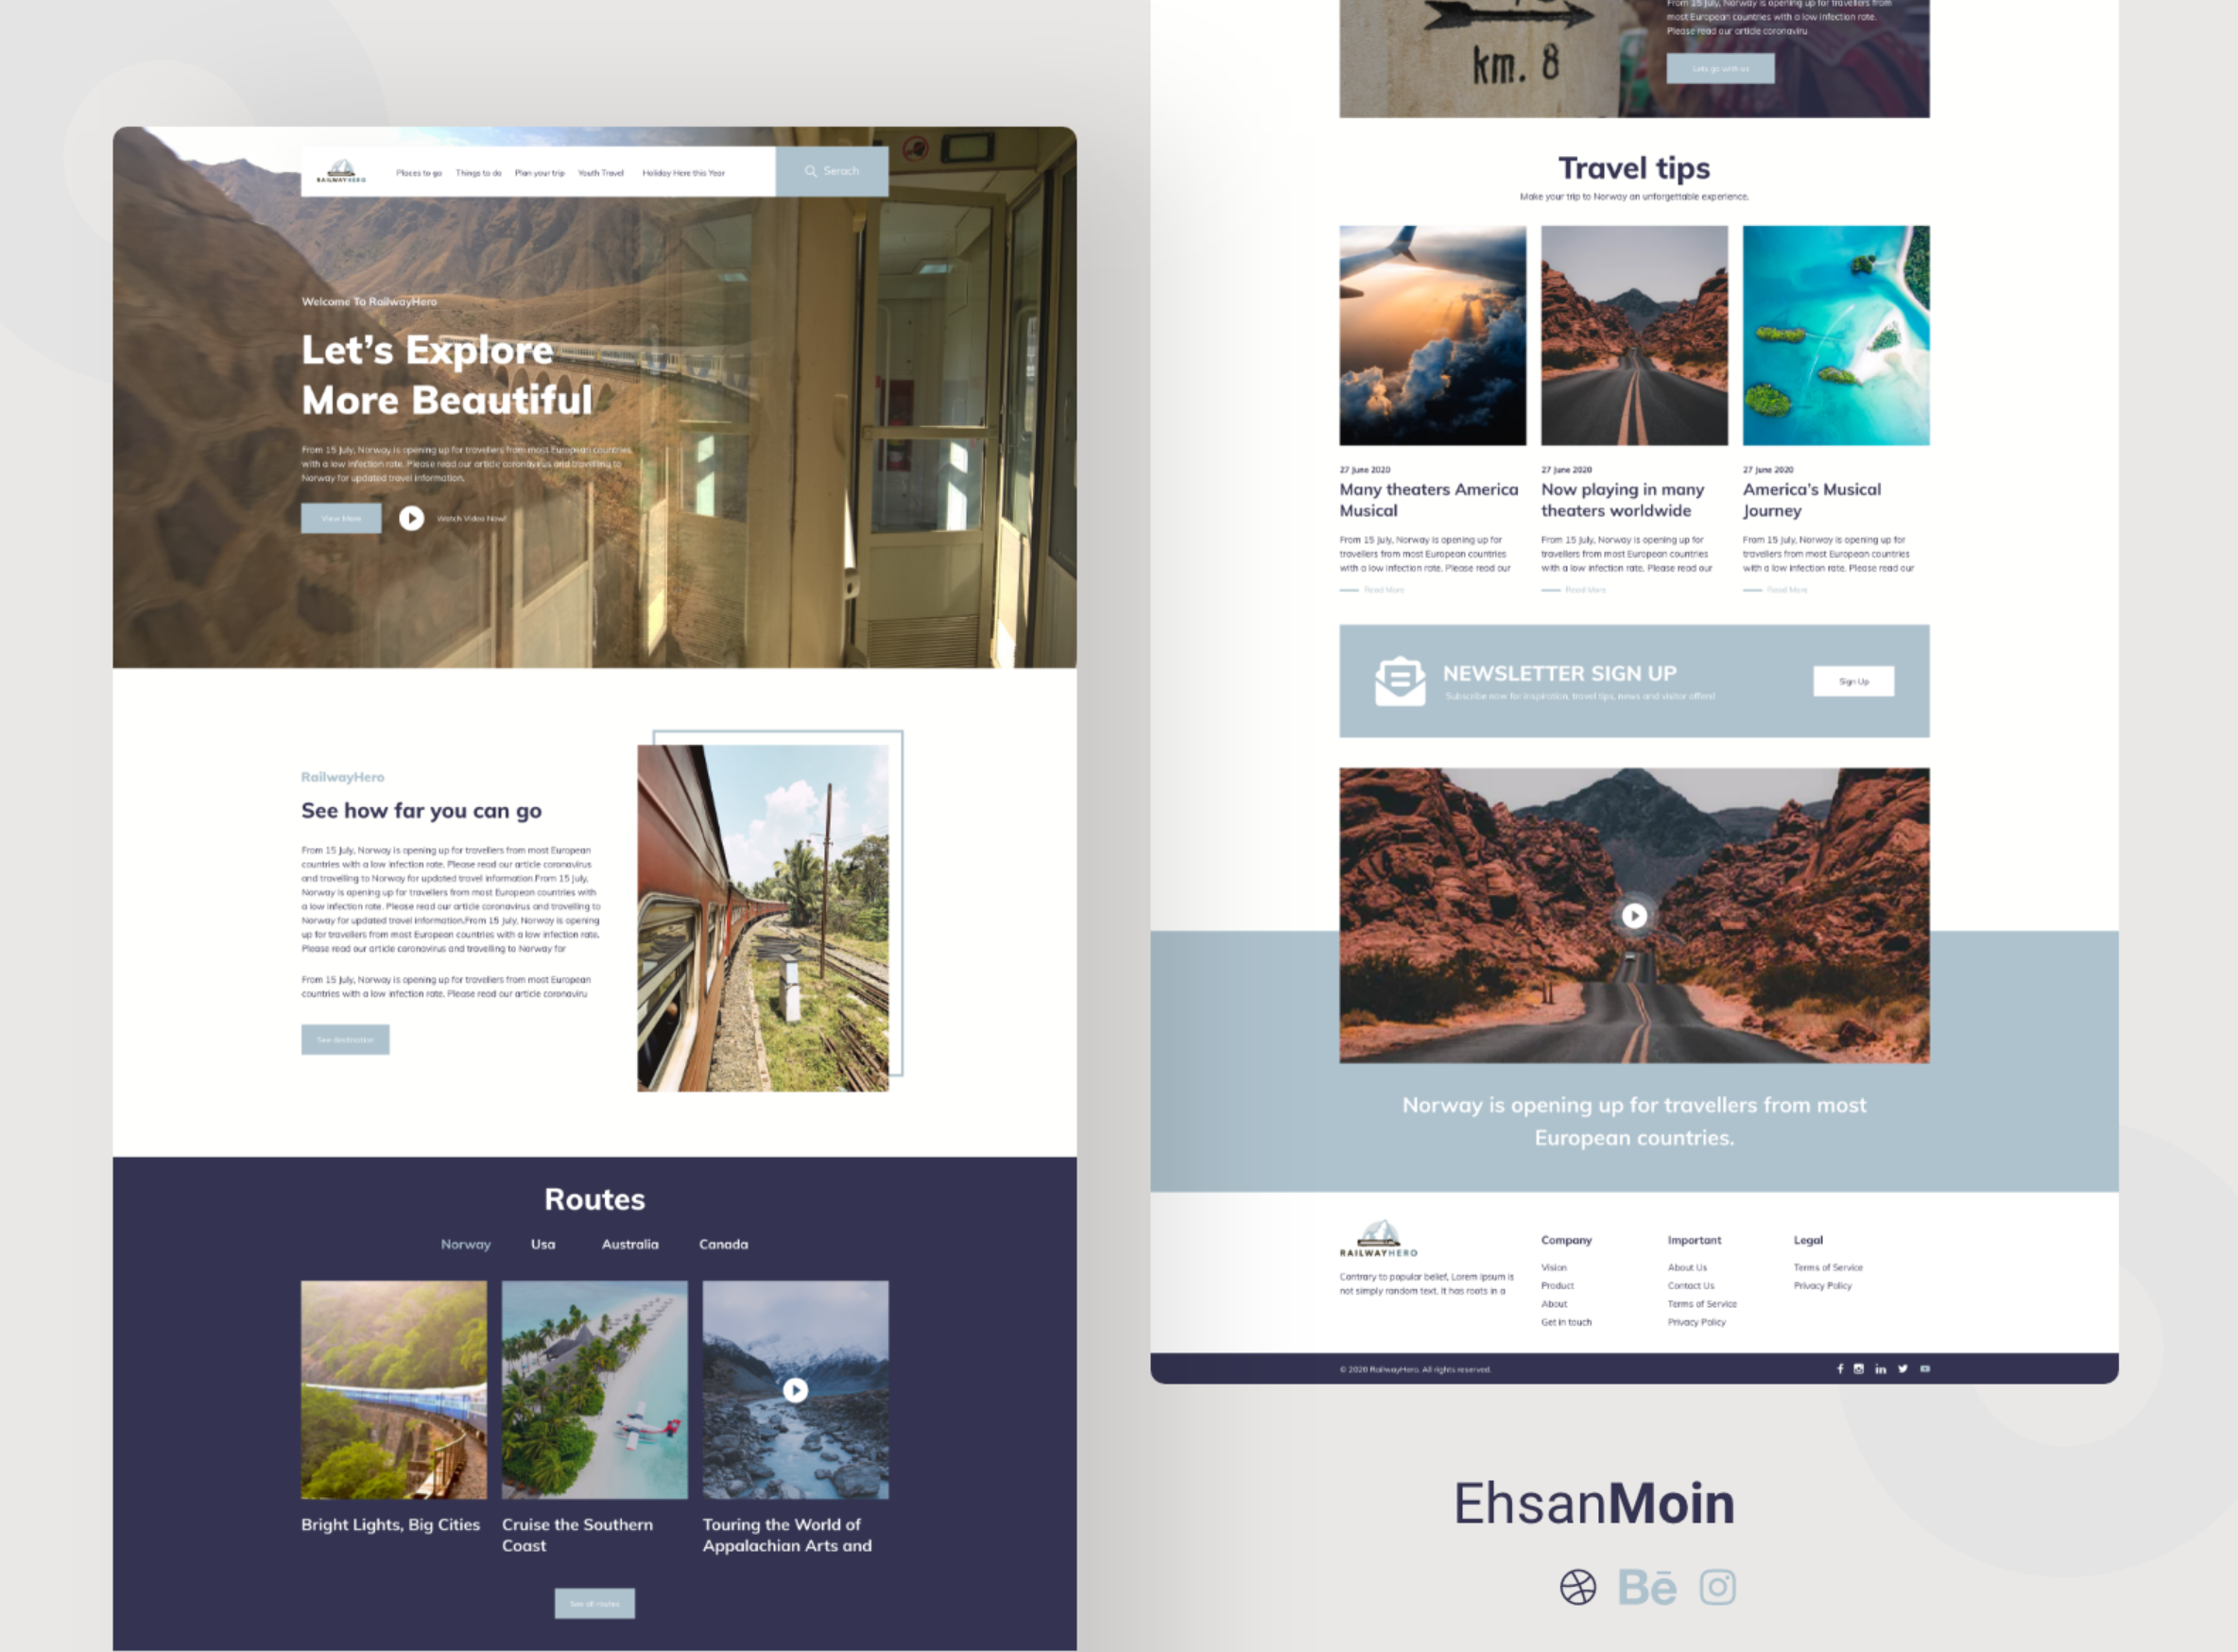 RAILWAYHERO
Places to go
Things to do
Plan your trip
Youth Travel
Holiday Here this Year
Serach
Welcome To RailwayHero
Let's Explore
More Beautiful
From 15 July, Norway is opening up for travellers from most European countries
with a low infection rate. Please read our article coronavirus and travelling to
Norway for updated travel information.
View More
Watch Video Now!
RailwayHero
See how far you can go
From 15 July, Norway is opening up for travellers from most European
countries with a low infection rate. Please read our article coronavirus
and travelling to Norway for updated travel information.From 15 July,
Norway is opening up for travellers from most European countries with
a low infection rate. Please read our article coronavirus and travelling to
Norway for updated travel information.From 15 July, Norway is opening
up for travellers from most European countries with a low infection rate.
Please read our article coronavirus and travelling to Norway for
From 15 July, Norway is opening up for travellers from most European
countries with a low infection rate. Please read our article coronaviru
See destination
Routes
Norway
Usa
Australia
Canada
Bright Lights, Big Cities
Cruise the Southern
Coast
Touring the World of
Appalachian Arts and
See all routes
km. 8
From 15 July, Norway is opening up for travellers from
most European countries with a low infection rate.
Please read our article coronaviru
Lets go with us
Travel tips
Make your trip to Norway an unforgettable experience.
27 June 2020
Many theaters America
Musical
From 15 July, Norway is opening up for
travellers from most European countries
with a low infection rate. Please read our
Read More
27 June 2020
Now playing in many
theaters worldwide
From 15 July, Norway is opening up for
travellers from most European countries
with a low infection rate. Please read our
Read More
27 June 2020
America's Musical
Journey
From 15 July, Norway is opening up for
travellers from most European countries
with a low infection rate. Please read our
Read More
NEWSLETTER SIGN UP
Subscribe now for inspiration, travel tips, news and visitor offers!
Sign Up
Norway is opening up for travellers from most
European countries.
RAILWAYHERO
Contrary to popular belief, Lorem Ipsum is
not simply random text. It has roots in a
Company
Vision
Product
About
Get in touch
Important
About Us
Contact Us
Terms of Service
Privacy Policy
Legal
Terms of Service
Privacy Policy
© 2020 RailwayHero. All rights reserved.
EhsanMoin
Bē